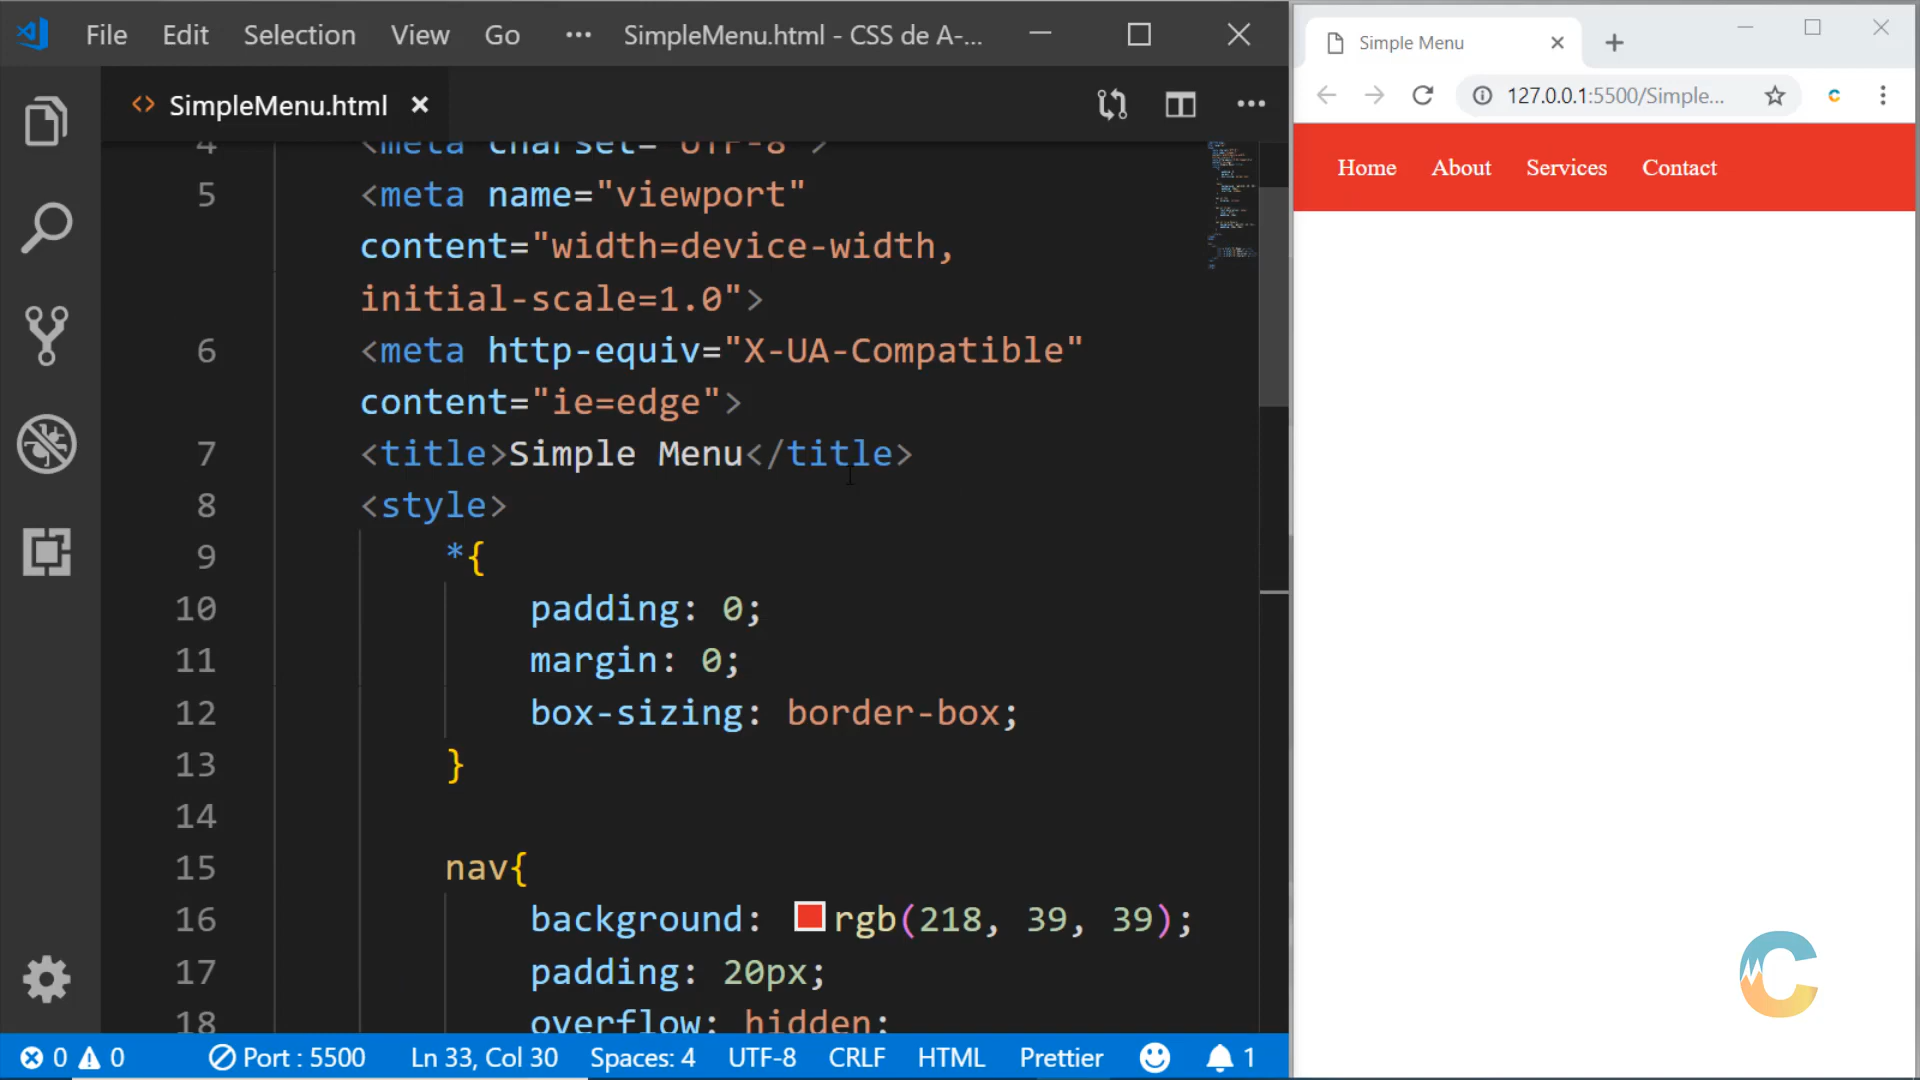 File Edit Selection View Go ··· SimpleMenu.html - CSS de A-...
SimpleMenu.html
4 <meta charset="UTF-8">
5 <meta name="viewport"
content="width=device-width,
initial-scale=1.0">
6 <meta http-equiv="X-UA-Compatible"
content="ie=edge">
7 <title>Simple Menu</title>
8 <style>
9 *{
10 padding: 0;
11 margin: 0;
12 box-sizing: border-box;
13 }
14
15 nav{
16 background: rgb(218, 39, 39);
17 padding: 20px;
18 overflow: hidden;
0 0 Port : 5500 Ln 33, Col 30 Spaces: 4 UTF-8 CRLF HTML Prettier 1
Simple Menu
127.0.0.1:5500/Simple...
Home About Services Contact
C